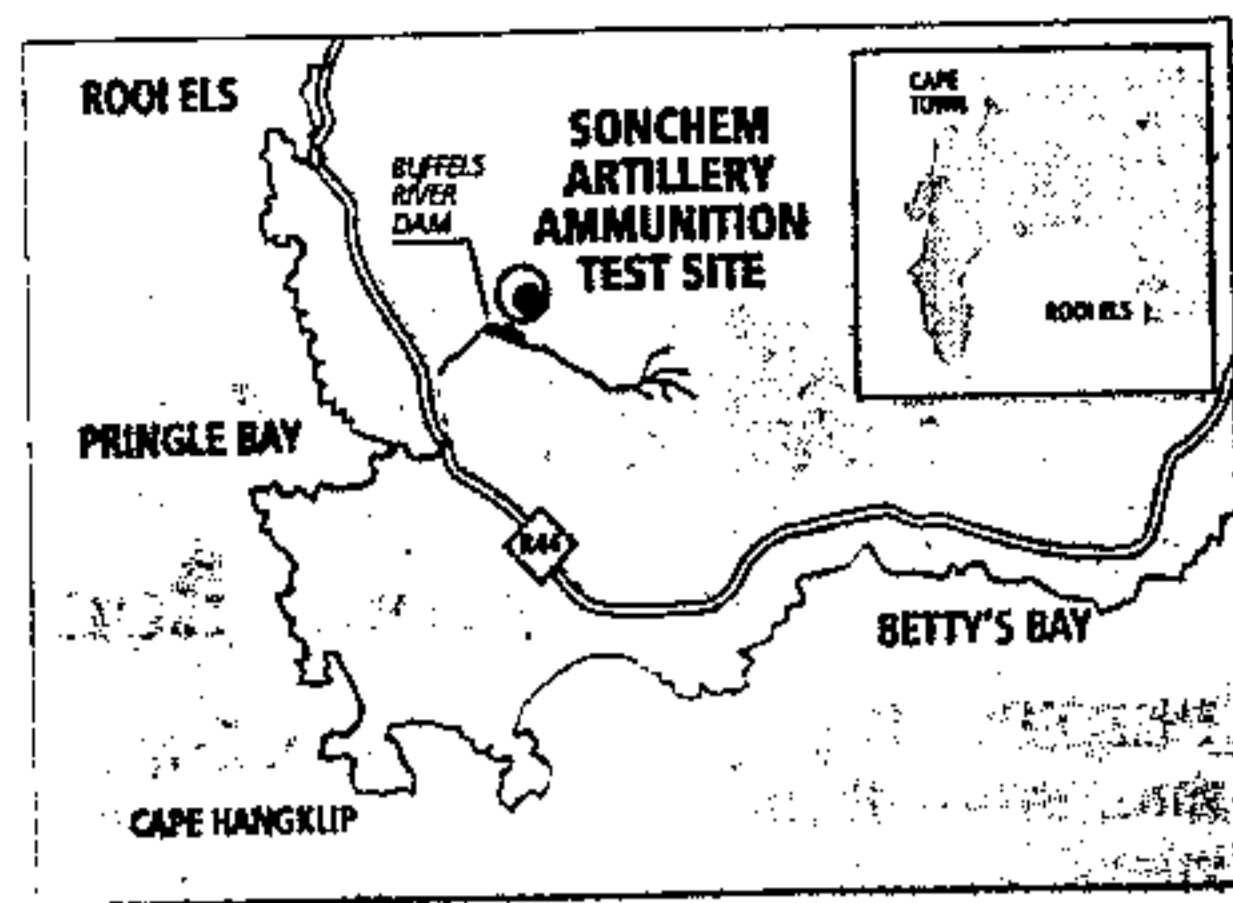 ROOI ELS
BUFFELS
RIVER
DAM
SONCHEM
ARTILLERY
AMMUNITION
TEST SITE
CAPE
TOWN
ROOI ELS
PRINGLE BAY
R44
BETTY'S BAY
CAPE HANGKLIP